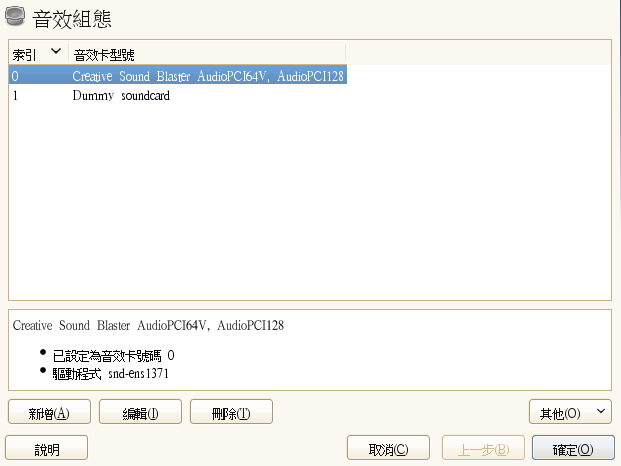 音效組態
索引 音效卡型號
0 Creative Sound Blaster AudioPCI64V, AudioPCI128
1 Dummy soundcard
Creative Sound Blaster AudioPCI64V, AudioPCI128
● 已設定為音效卡號碼 0
● 驅動程式 snd-ens1371
新增(A) 編輯(I) 刪除(T) 其他(O)
說明 取消(C) 上一步(B) 確定(O)